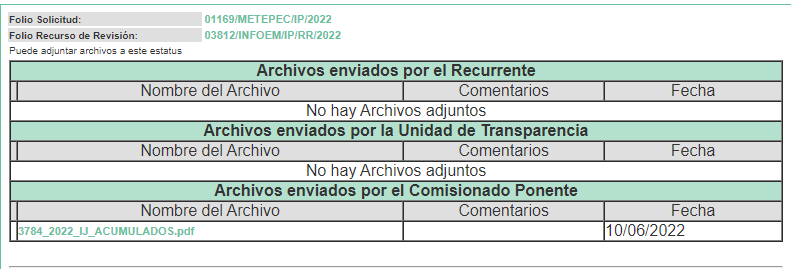 Folio Solicitud: 01169/METEPEC/IP/2022
Folio Recurso de Revisión: 03812/INFOEM/IP/RR/2022
Puede adjuntar archivos a este estatus
Archivos enviados por el Recurrente
Nombre del Archivo Comentarios Fecha
No hay Archivos adjuntos
Archivos enviados por la Unidad de Transparencia
Nombre del Archivo Comentarios Fecha
No hay Archivos adjuntos
Archivos enviados por el Comisionado Ponente
Nombre del Archivo Comentarios Fecha
3784_2022_IJ_ACUMULADOS.pdf 10/06/2022